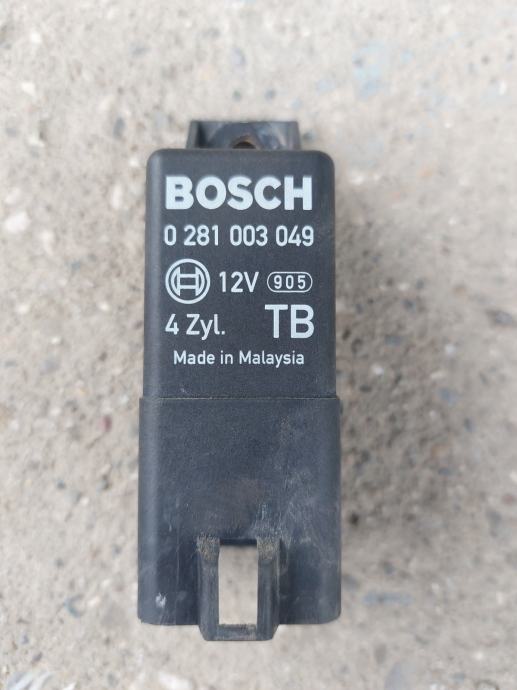 BOSCH
0 281 003 049
12V 905
4 Zyl. TB
Made in Malaysia